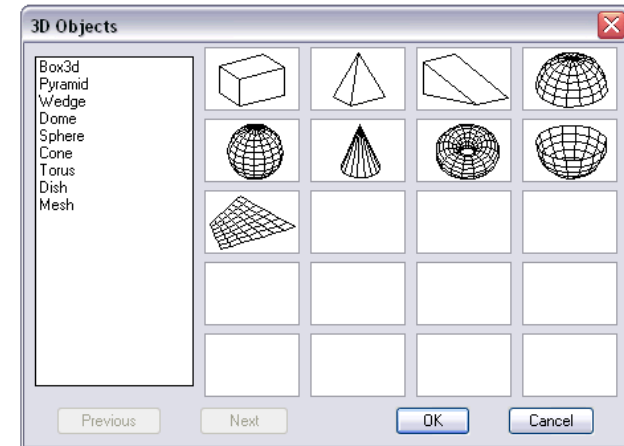 3D Objects
Box3d
Pyramid
Wedge
Dome
Sphere
Cone
Torus
Dish
Mesh
Previous
Next
OK
Cancel